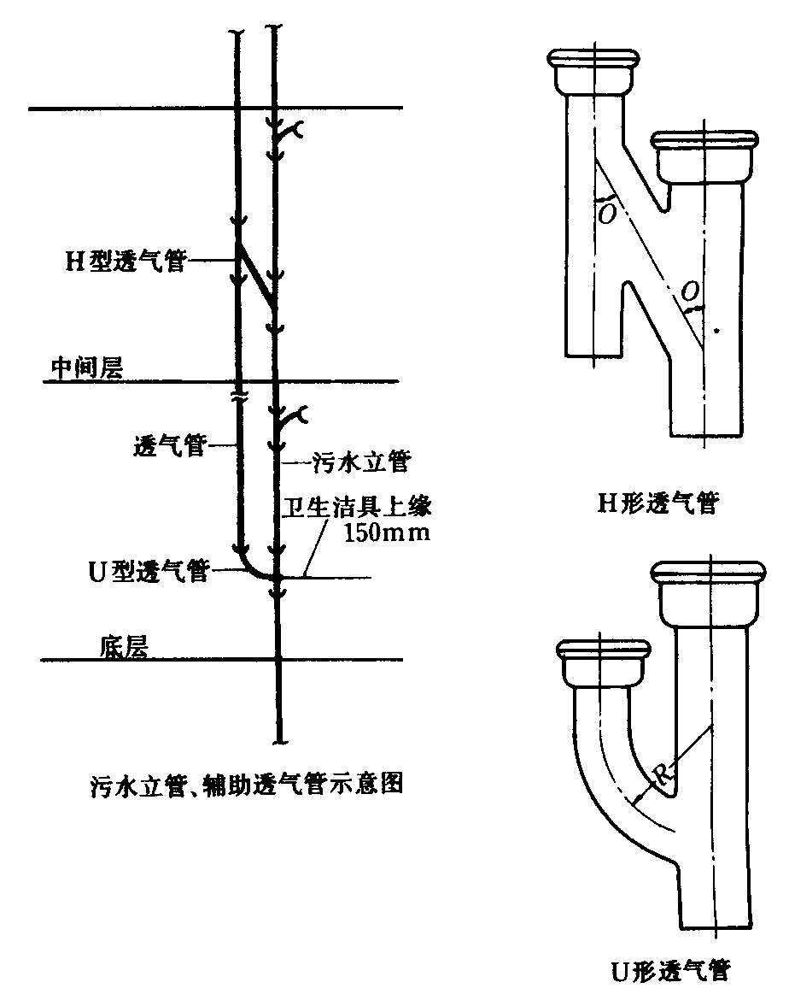 H型透气管
中间层
透气管
污水立管
卫生洁具上缘
150mm
U型透气管
底层
污水立管、辅助透气管示意图
O
O
H形透气管
R
U形透气管